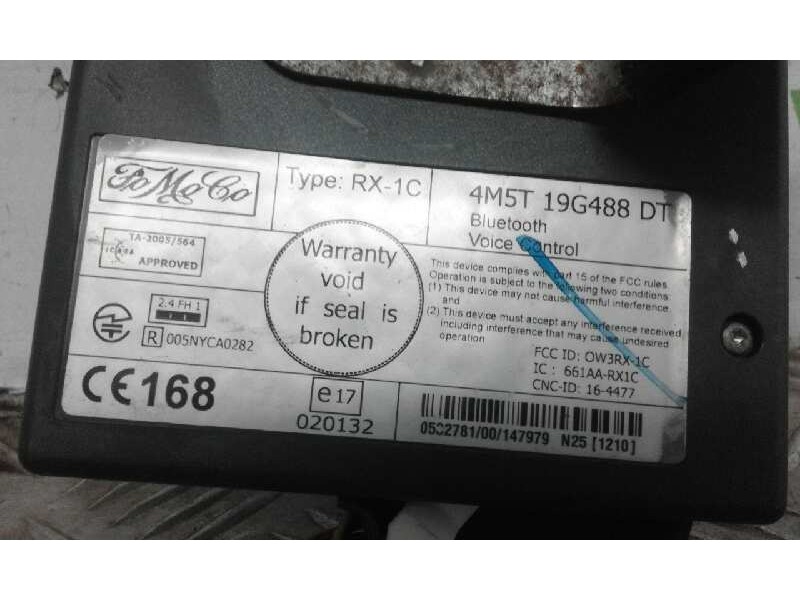 FoMoCo
Type: RX-1C
4M5T 19G488 DT
Bluetooth
Voice Control
TA-2005/564
ICASA
APPROVED
Warranty
void
if seal is
broken
This device complies with part 15 of the FCC rules
Operation is subject to the following two conditions:
(1) This device may not cause harmful interference,
and
(2) This device must accept any interference received,
including interference that may cause undesired
operation
2.4 FH 1
R 005NYCA0282
FCC ID: OW3RX-1C
IC : 661AA-RX1C
CNC-ID: 16-4477
CE168
e17
020132
0532781/00/147979 N25 [1210]